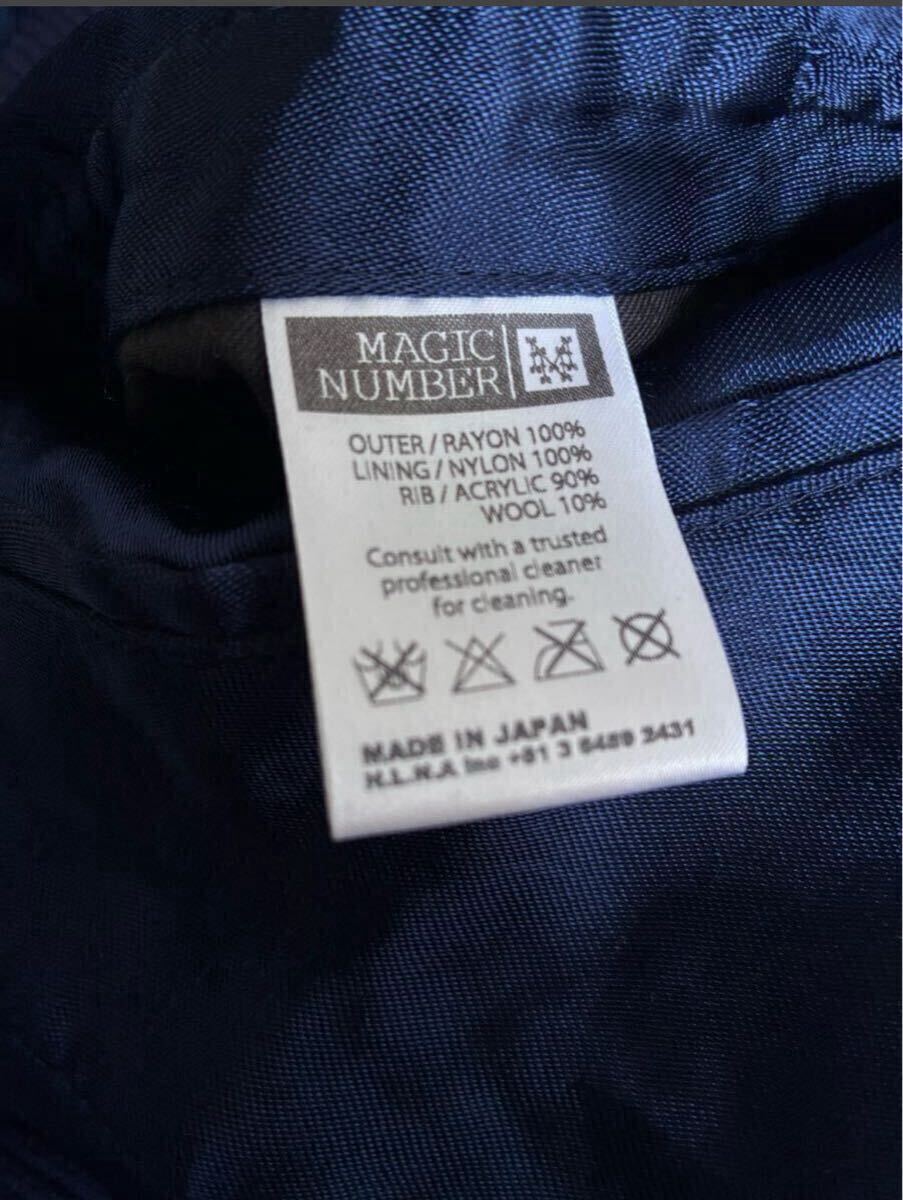 MAGIC
NUMBER
OUTER / RAYON 100%
LINING / NYLON 100%
RIB / ACRYLIC 90%
WOOL 10%
Consult with a trusted
professional cleaner
for cleaning.
MADE IN JAPAN
H.L.N.A Inc +81 3 6489 2431